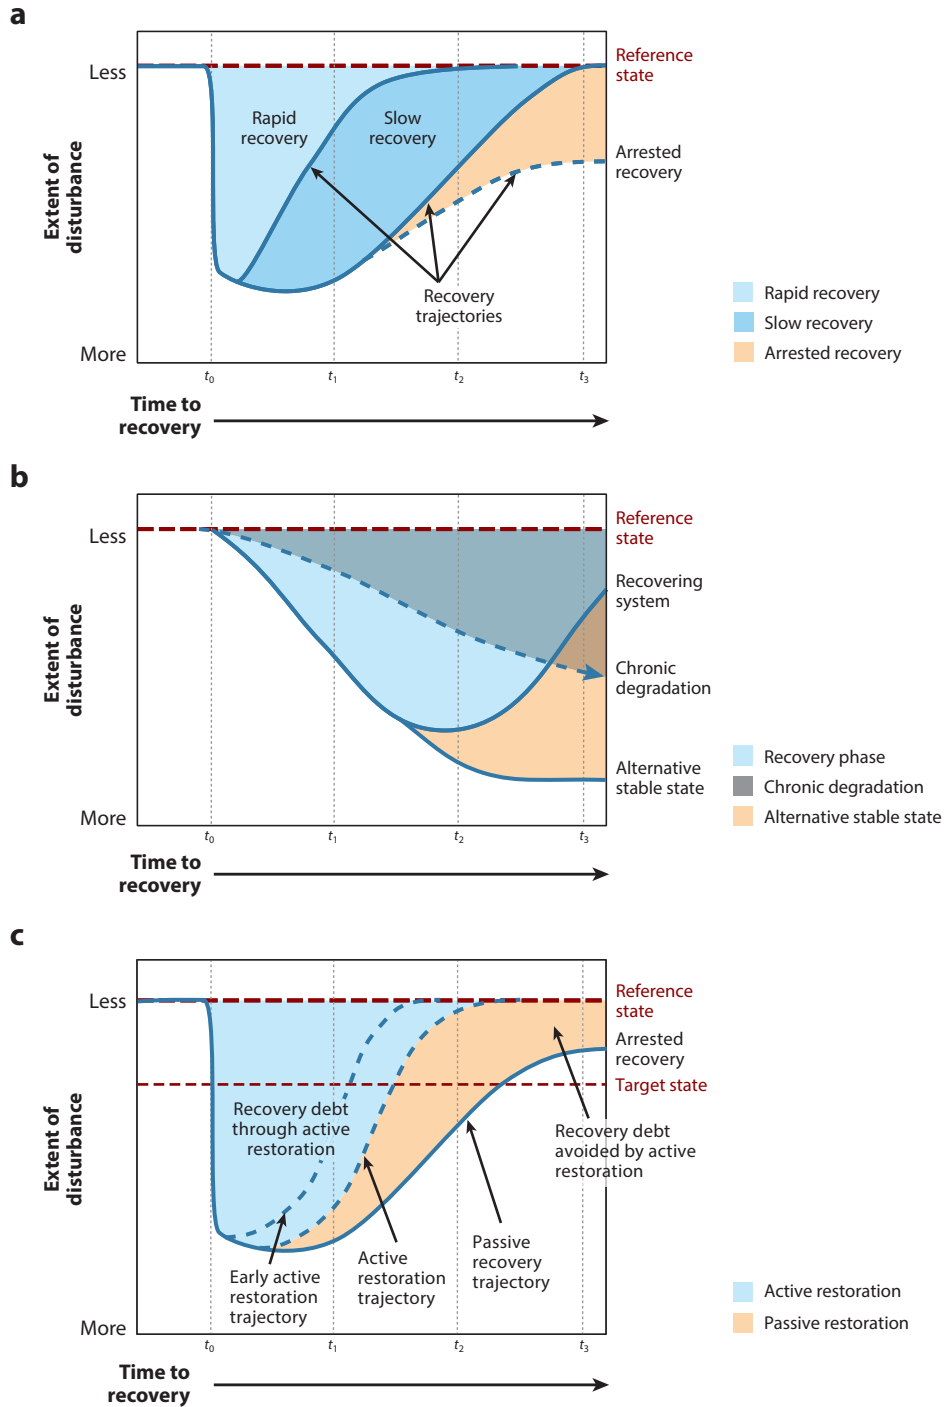 a
Less
Reference
state
Rapid
recovery
Slow
recovery
Arrested
recovery
Extent of
disturbance
Recovery
trajectories
Rapid recovery
Slow recovery
Arrested recovery
More
t0
t1
t2
t3
Time to
recovery
b
Less
Reference
state
Recovering
system
Extent of
disturbance
Chronic
degradation
Alternative
stable state
Recovery phase
Chronic degradation
Alternative stable state
More
t0
t1
t2
t3
Time to
recovery
c
Less
Reference
state
Arrested
recovery
Target state
Extent of
disturbance
Recovery debt
through active
restoration
Recovery debt
avoided by active
restoration
Passive
recovery
trajectory
Active
restoration
trajectory
Early active
restoration
trajectory
Active restoration
Passive restoration
More
t0
t1
t2
t3
Time to
recovery